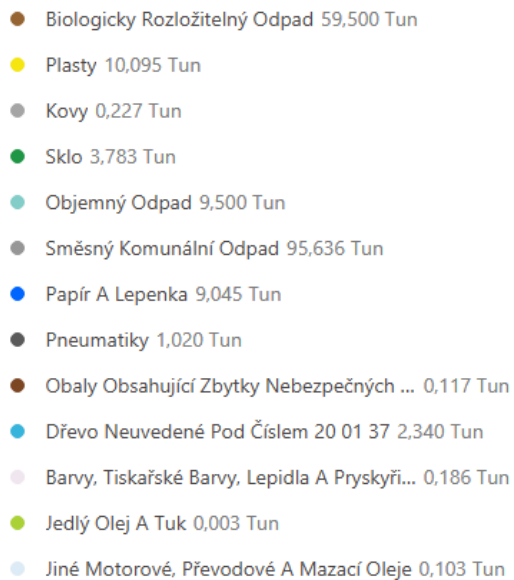 Biologicky Rozložitelný Odpad 59,500 Tun
Plasty 10,095 Tun
Kovy 0,227 Tun
Sklo 3,783 Tun
Objemný Odpad 9,500 Tun
Směsný Komunální Odpad 95,636 Tun
Papír A Lepenka 9,045 Tun
Pneumatiky 1,020 Tun
Obaly Obsahující Zbytky Nebezpečných ... 0,117 Tun
Dřevo Neuvedené Pod Číslem 20 01 37 2,340 Tun
Barvy, Tiskařské Barvy, Lepidla A Pryskyři... 0,186 Tun
Jedlý Olej A Tuk 0,003 Tun
Jiné Motorové, Převodové A Mazací Oleje 0,103 Tun